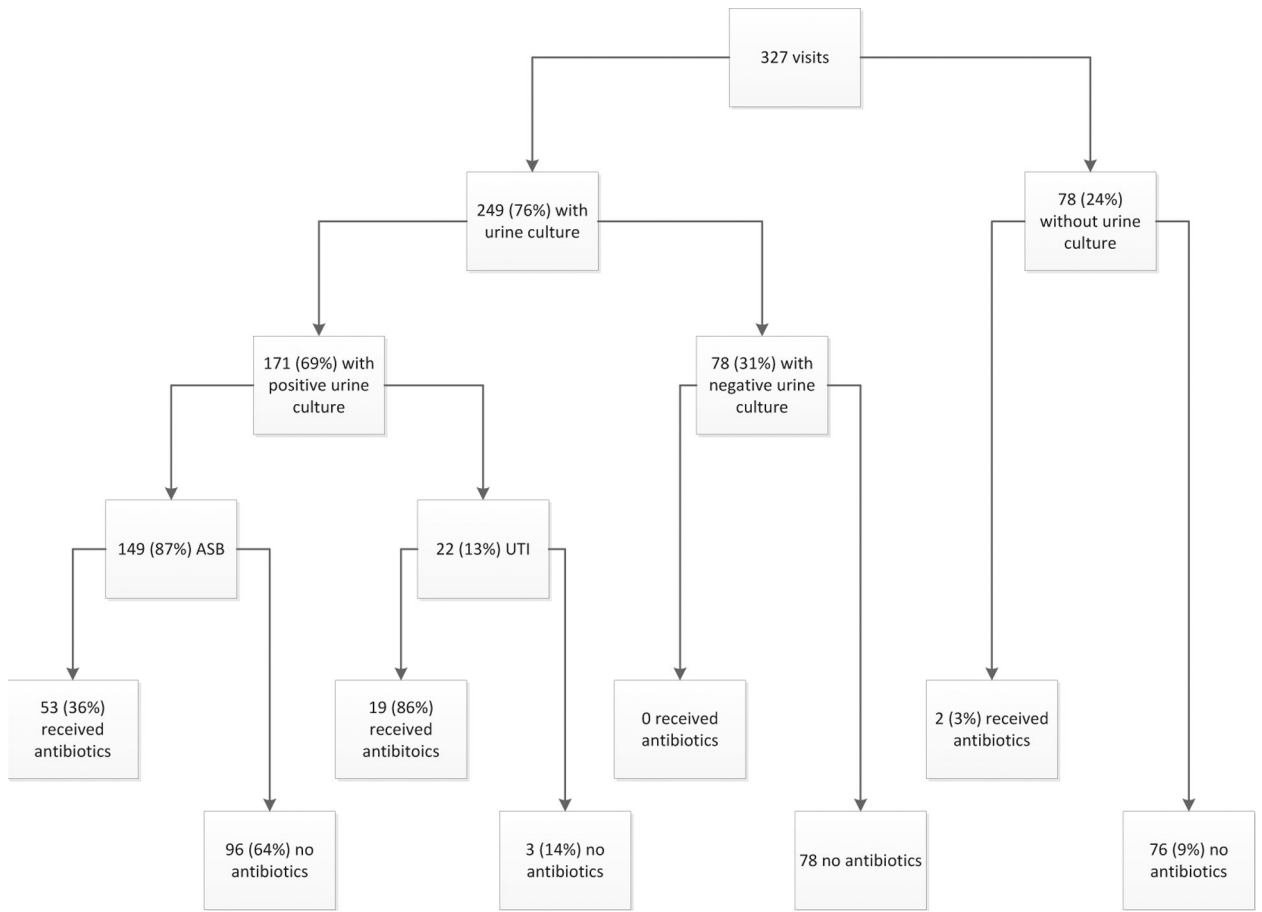 327 visits
249 (76%) with
urine culture
78 (24%)
without urine
culture
171 (69%) with
positive urine
culture
78 (31%) with
negative urine
culture
149 (87%) ASB
22 (13%) UTI
53 (36%)
received
antibiotics
19 (86%)
received
antibitoics
0 received
antibiotics
2 (3%) received
antibiotics
96 (64%) no
antibiotics
3 (14%) no
antibiotics
78 no antibiotics
76 (9%) no
antibiotics